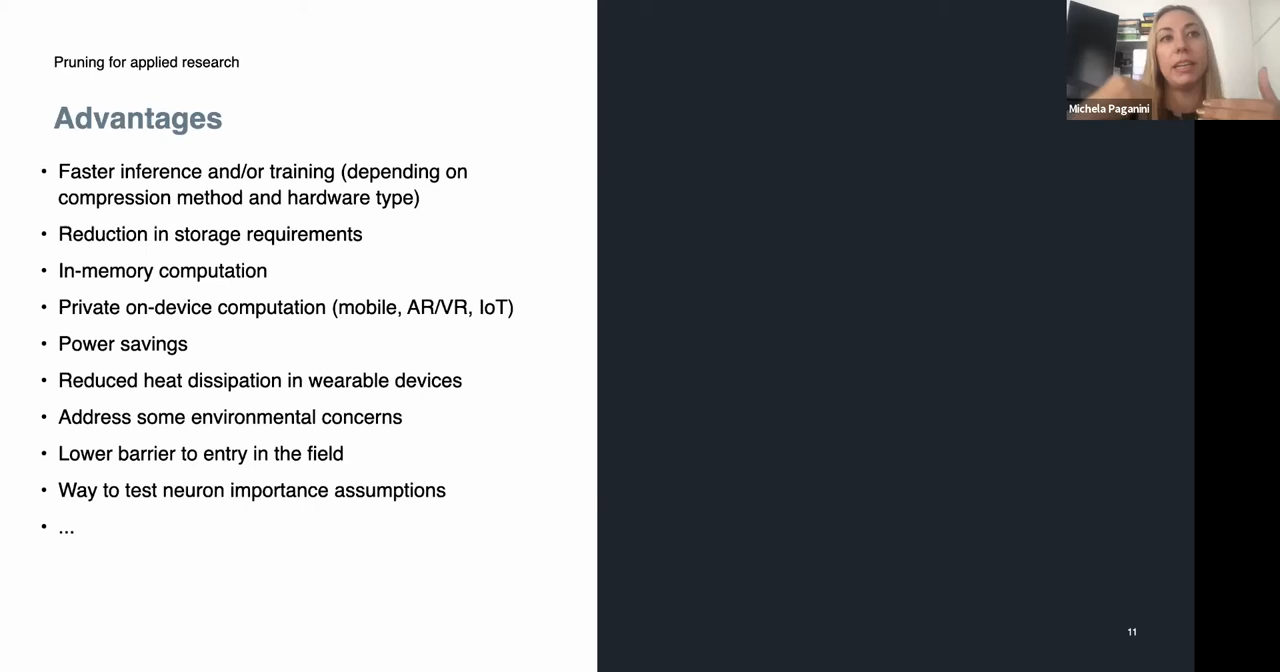 Pruning for applied research
Advantages
• Faster inference and/or training (depending on
compression method and hardware type)
• Reduction in storage requirements
• In-memory computation
• Private on-device computation (mobile, AR/VR, IoT)
• Power savings
• Reduced heat dissipation in wearable devices
• Address some environmental concerns
• Lower barrier to entry in the field
• Way to test neuron importance assumptions
• ...
Michela Paganini
11